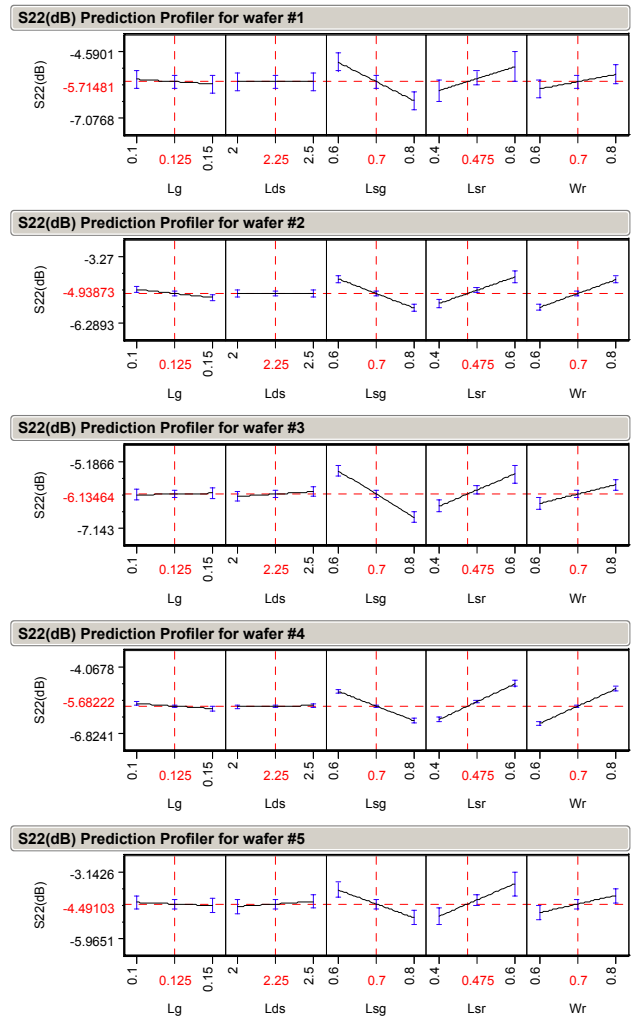 S22(dB) Prediction Profiler for wafer #1
S22(dB)
-4.5901
-5.71481
-7.0768
0.1 0.125 0.15 2 2.25 2.5 0.6 0.7 0.8 0.4 0.475 0.6 0.6 0.7 0.8
Lg Lds Lsg Lsr Wr
S22(dB) Prediction Profiler for wafer #2
S22(dB)
-3.27
-4.93873
-6.2893
0.1 0.125 0.15 2 2.25 2.5 0.6 0.7 0.8 0.4 0.475 0.6 0.6 0.7 0.8
Lg Lds Lsg Lsr Wr
S22(dB) Prediction Profiler for wafer #3
S22(dB)
-5.1866
-6.13464
-7.143
0.1 0.125 0.15 2 2.25 2.5 0.6 0.7 0.8 0.4 0.475 0.6 0.6 0.7 0.8
Lg Lds Lsg Lsr Wr
S22(dB) Prediction Profiler for wafer #4
S22(dB)
-4.0678
-5.68222
-6.8241
0.1 0.125 0.15 2 2.25 2.5 0.6 0.7 0.8 0.4 0.475 0.6 0.6 0.7 0.8
Lg Lds Lsg Lsr Wr
S22(dB) Prediction Profiler for wafer #5
S22(dB)
-3.1426
-4.49103
-5.9651
0.1 0.125 0.15 2 2.25 2.5 0.6 0.7 0.8 0.4 0.475 0.6 0.6 0.7 0.8
Lg Lds Lsg Lsr Wr